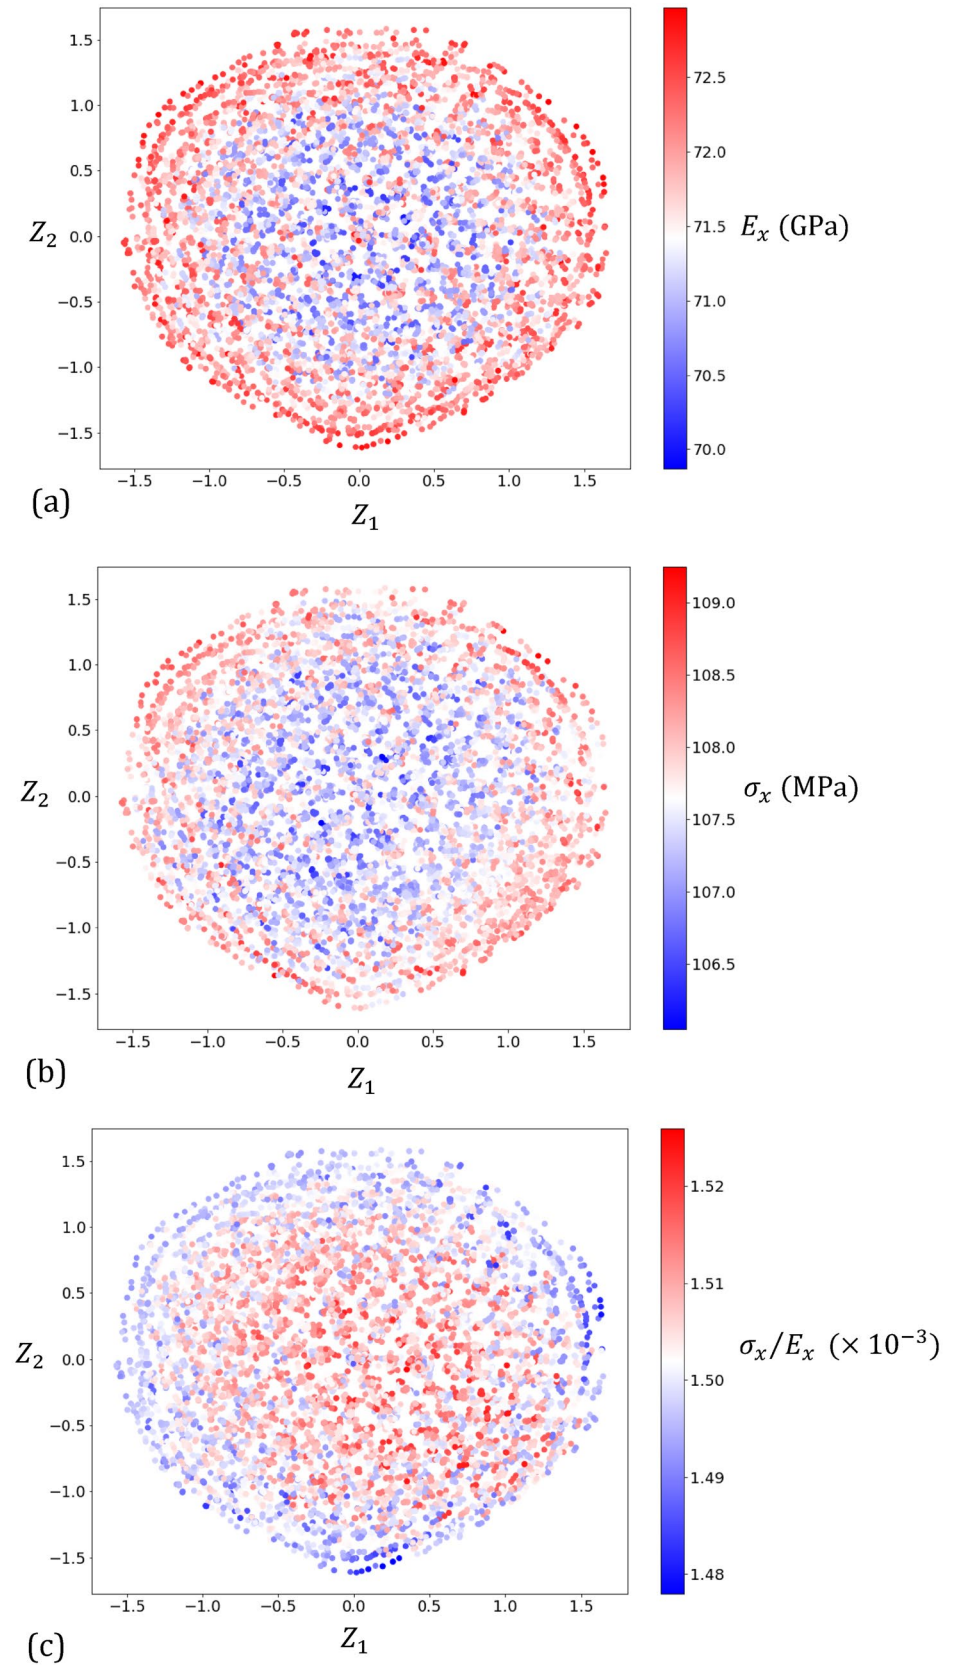 1.5
1.0
0.5
0.0
−0.5
−1.0
−1.5
Z₂
−1.5 −1.0 −0.5 0.0 0.5 1.0 1.5
Z₁
72.5
72.0
71.5
71.0
70.5
70.0
Eₓ (GPa)
(a)
1.5
1.0
0.5
0.0
−0.5
−1.0
−1.5
Z₂
−1.5 −1.0 −0.5 0.0 0.5 1.0 1.5
Z₁
109.0
108.5
108.0
107.5
107.0
106.5
σₓ (MPa)
(b)
1.5
1.0
0.5
0.0
−0.5
−1.0
−1.5
Z₂
−1.5 −1.0 −0.5 0.0 0.5 1.0 1.5
Z₁
1.52
1.51
1.50
1.49
1.48
σₓ/Eₓ (× 10⁻³)
(c)